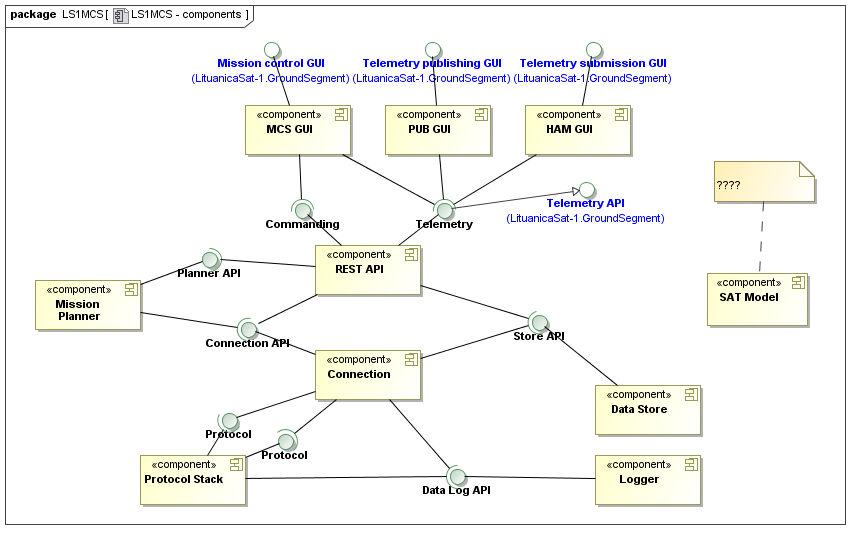 package LS1MCS [ LS1MCS - components ]
Mission control GUI
(LituanicaSat-1.GroundSegment)
Telemetry publishing GUI
(LituanicaSat-1.GroundSegment)
Telemetry submission GUI
(LituanicaSat-1.GroundSegment)
«component»
MCS GUI
«component»
PUB GUI
«component»
HAM GUI
????
Commanding
Telemetry
Telemetry API
(LituanicaSat-1.GroundSegment)
«component»
REST API
Planner API
«component»
Mission
Planner
«component»
SAT Model
Connection API
Store API
«component»
Connection
«component»
Data Store
Protocol
Protocol
«component»
Protocol Stack
Data Log API
«component»
Logger